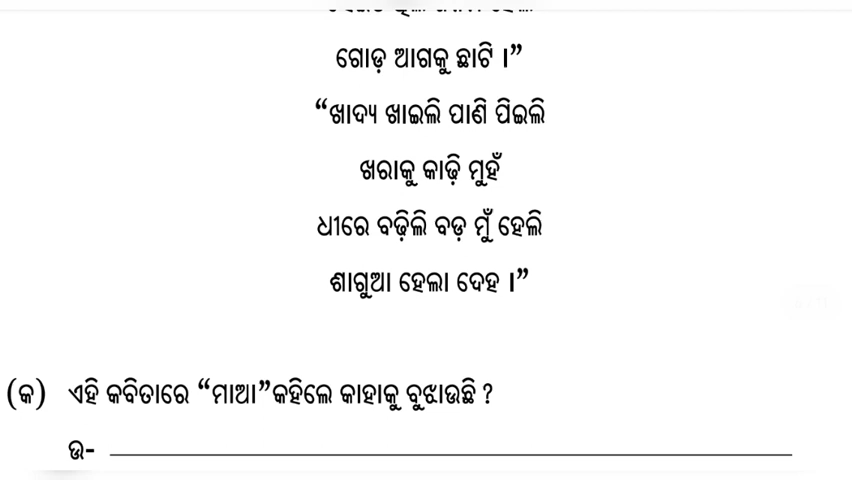 ଗୋଡ଼ ଆଗକୁ ଛାଟି ।”
“ଖାଦ୍ୟ ଖାଇଲି ପାଣି ପିଇଲି
ଖରାକୁ କାଢ଼ି ମୁହଁ
ଧୀରେ ବଢ଼ିଲି ବଡ଼ ମୁଁ ହେଲି
ଶାଗୁଆ ହେଲା ଦେହ ।”
(କ) ଏହି କବିତାରେ “ମାଆ”କହିଲେ କାହାକୁ ବୁଝାଉଛି ?
ଉ-